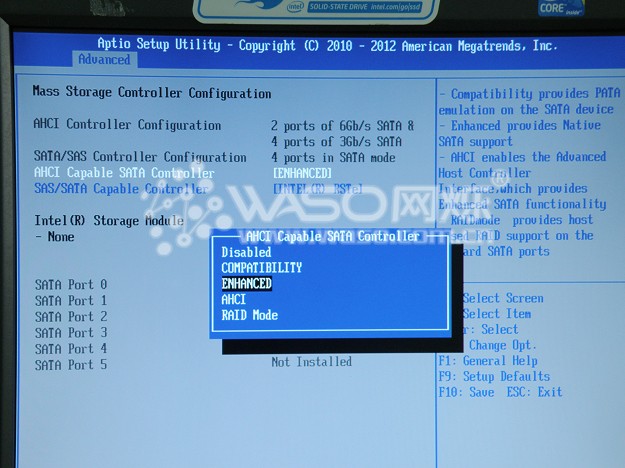 SOLID-STATE DRIVE intel.com/go/ssd
intel
CORE inside
Aptio Setup Utility - Copyright (C) 2010 - 2012 American Megatrends, Inc.
Advanced
Mass Storage Controller Configuration
AHCI Controller Configuration 2 ports of 6Gb/s SATA &
4 ports of 3Gb/s SATA
SATA/SAS Controller Configuration 4 ports in SATA mode
AHCI Capable SATA Controller [ENHANCED]
SAS/SATA Capable Controller [INTEL(R) RSTe]
Intel(R) Storage Module
- None
SATA Port 0
SATA Port 1
SATA Port 2
SATA Port 3
SATA Port 4
SATA Port 5 Not Installed
AHCI Capable SATA Controller
Disabled
COMPATIBILITY
ENHANCED
AHCI
RAID Mode
- Compatibility provides PATA
emulation on the SATA device
- Enhanced provides Native
SATA support
- AHCI enables the Advanced
Host Controller
Interface,which provides
Enhanced SATA functionality
- RAIDmode provides host
RAID support on the
SATA ports
Select Screen
Select Item
: Select
Change Opt.
F1: General Help
F9: Setup Defaults
F10: Save ESC: Exit
WASO网烁®